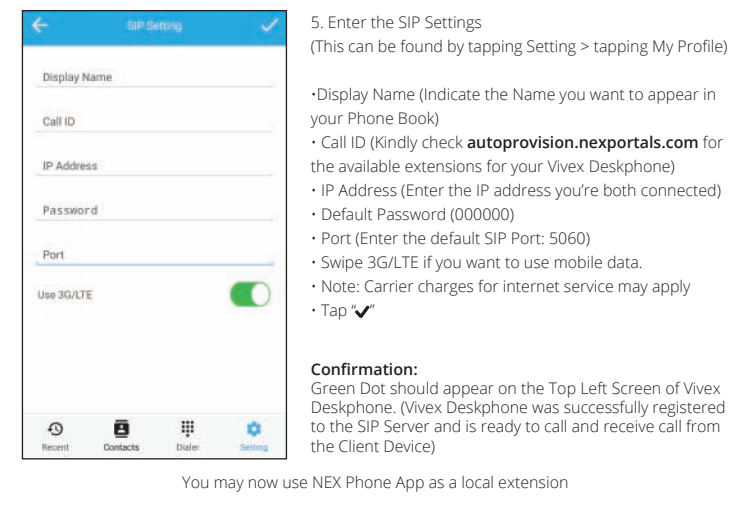 SIP Setting
Display Name
Call ID
IP Address
Password
Port
Use 3G/LTE
Recent
Contacts
Dialer
Setting
5. Enter the SIP Settings
(This can be found by tapping Setting > tapping My Profile)
•Display Name (Indicate the Name you want to appear in
your Phone Book)
• Call ID (Kindly check autoprovision.nexportals.com for
the available extensions for your Vivex Deskphone)
• IP Address (Enter the IP address you’re both connected)
• Default Password (000000)
• Port (Enter the default SIP Port: 5060)
• Swipe 3G/LTE if you want to use mobile data.
• Note: Carrier charges for internet service may apply
• Tap “✔”
Confirmation:
Green Dot should appear on the Top Left Screen of Vivex
Deskphone. (Vivex Deskphone was successfully registered
to the SIP Server and is ready to call and receive call from
the Client Device)
You may now use NEX Phone App as a local extension